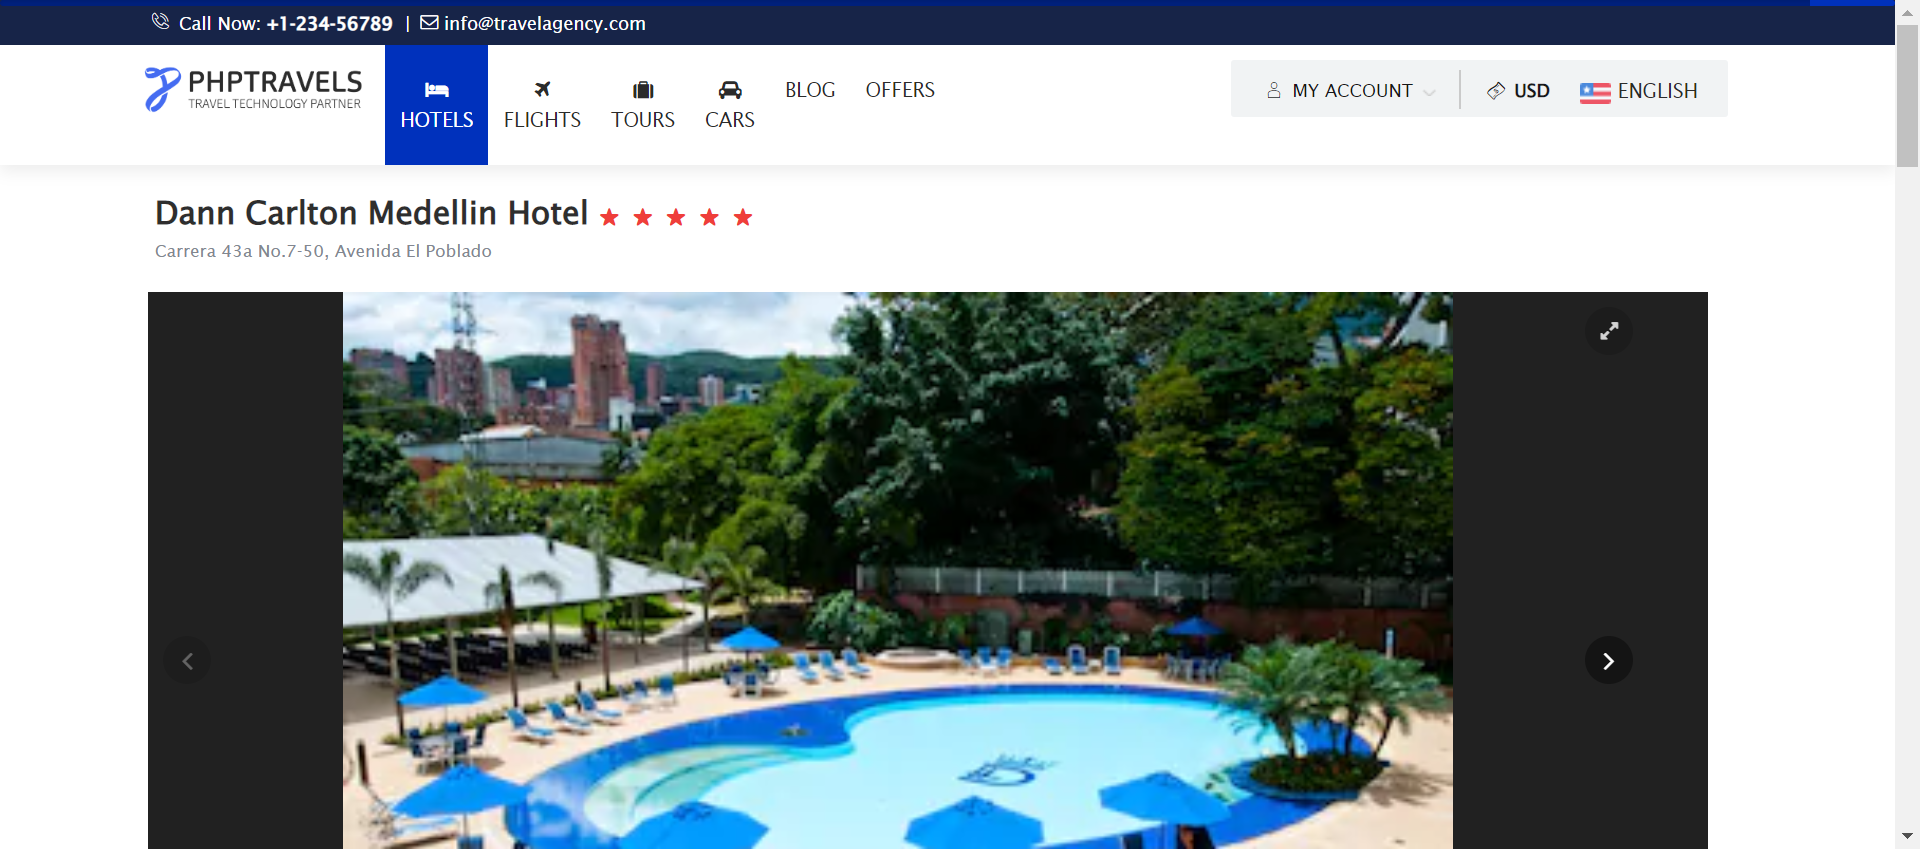 Call Now: +1-234-56789 | info@travelagency.com
PHPTRAVELS
TRAVEL TECHNOLOGY PARTNER
HOTELS
FLIGHTS
TOURS
CARS
BLOG
OFFERS
MY ACCOUNT
USD
ENGLISH
Dann Carlton Medellin Hotel
Carrera 43a No.7-50, Avenida El Poblado